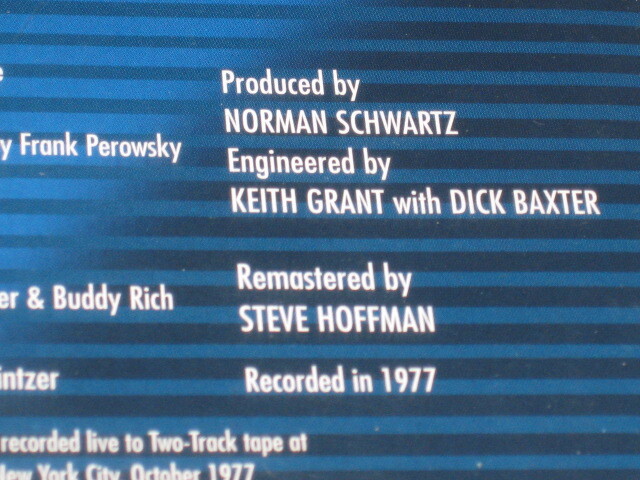 e
Produced by
NORMAN SCHWARTZ
y Frank Perowsky
Engineered by
KEITH GRANT with DICK BAXTER
er & Buddy Rich
Remastered by
STEVE HOFFMAN
intzer
Recorded in 1977
recorded live to Two-Track tape at
New York City, October 1977